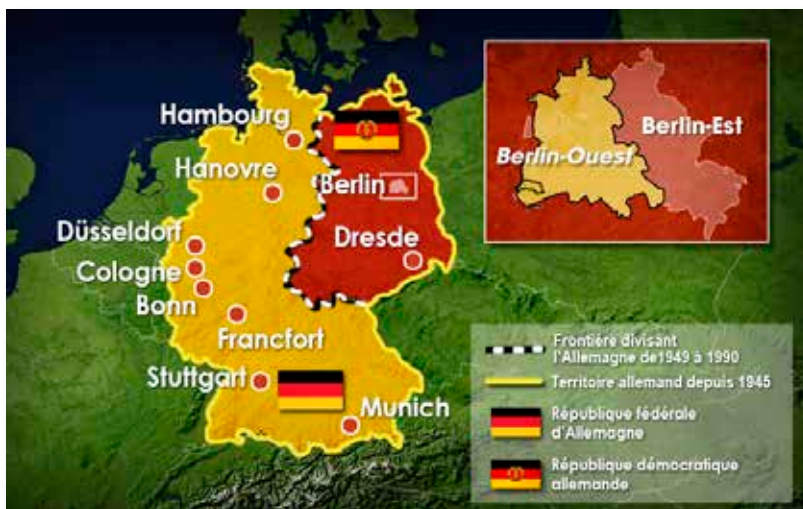 Hambourg
Hanovre
Berlin
Düsseldorf
Dresde
Cologne
Bonn
Francfort
Stuttgart
Munich
Berlin-Est
Berlin-Ouest
Frontière divisant
l'Allemagne de1949 à 1990
Territoire allemand depuis 1945
République fédérale
d'Allemagne
République démocratique
allemande